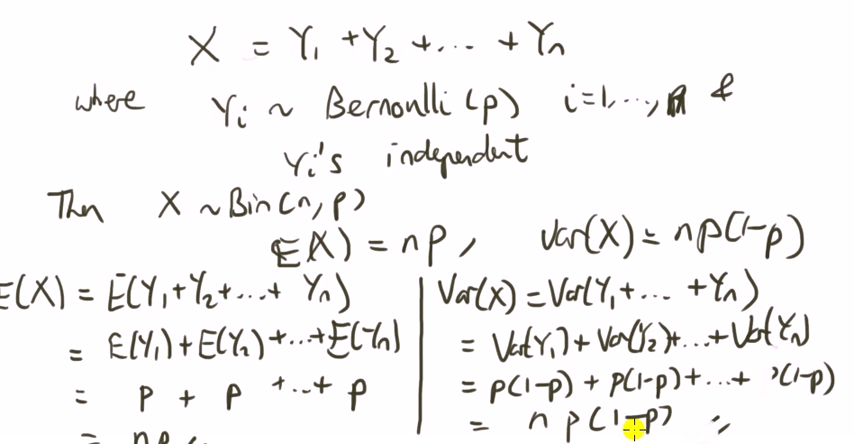 X = Y₁ + Y₂ + ... + Yₙ
where Yᵢ ~ Bernoulli (p) i=1,...,n &
Yᵢ's independent
Then X ~ Bin(n, p)
E(X) = np, Var(X) = np(1-p)
E(X) = E(Y₁+Y₂+...+ Yₙ)
= E(Y₁) + E(Y₂) +...+ E(Yₙ)
= p + p +...+ p
= np
Var(X) = Var(Y₁+... +Yₙ)
= Var(Y₁) + Var(Y₂)+...+ Var(Yₙ)
= p(1-p) + p(1-p)+...+ p(1-p)
= n p(1-p)